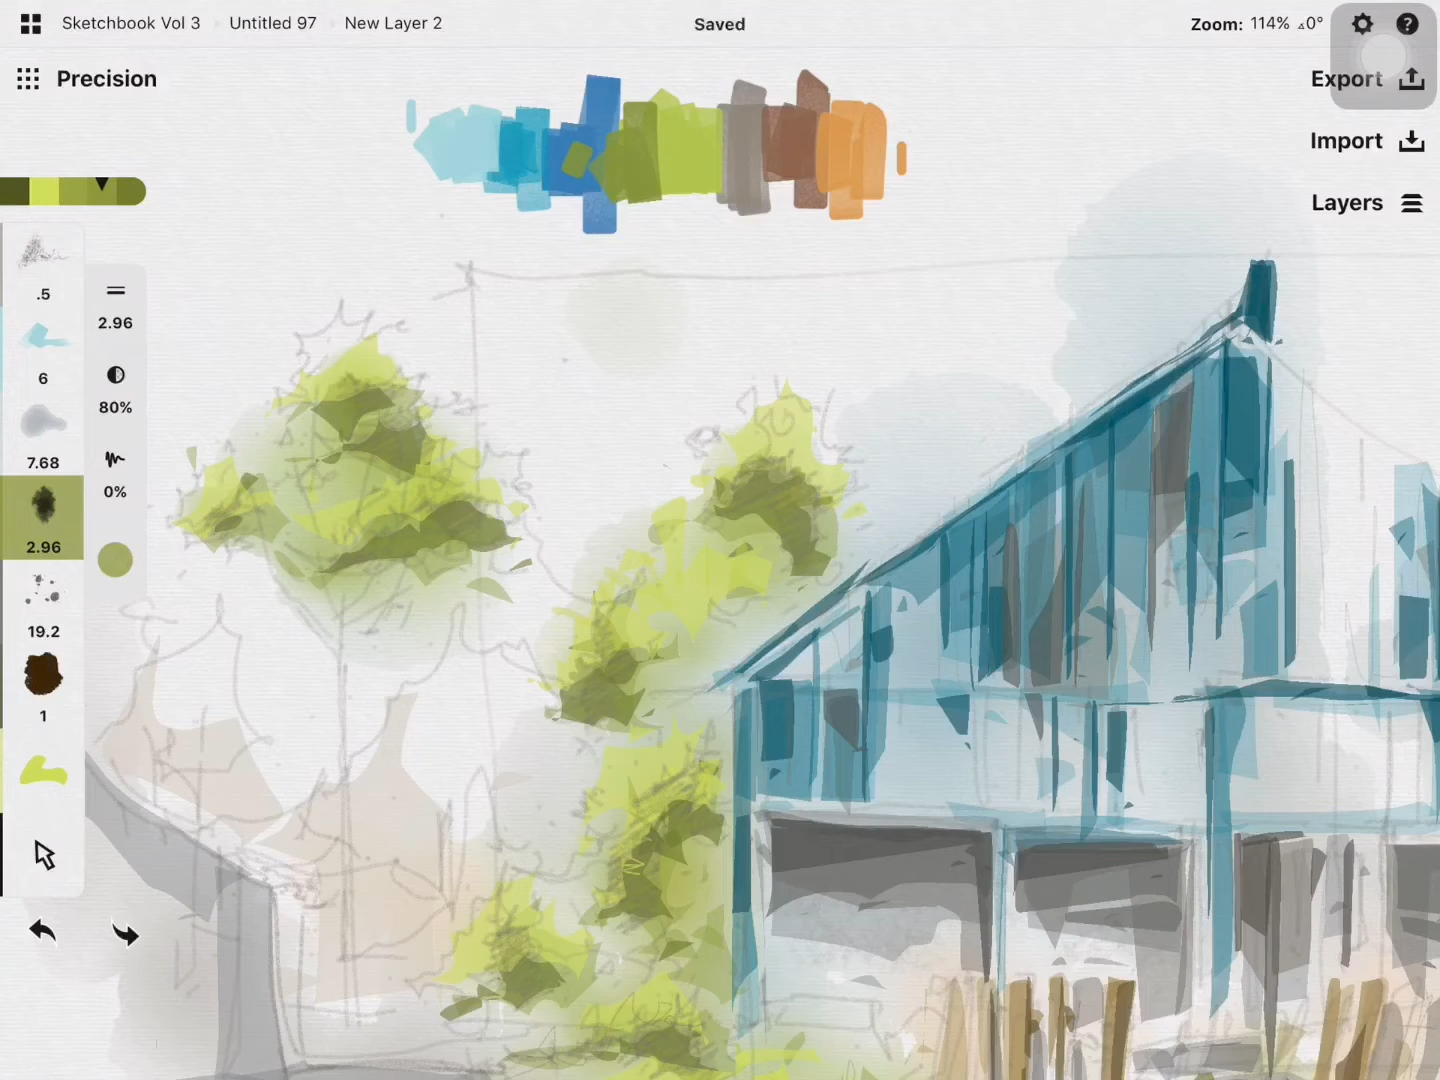 Sketchbook Vol 3 Untitled 97 New Layer 2
Saved
Zoom: 114% ⊿0°
?
Precision
Export
Import
Layers
.5
6
7.68
2.96
19.2
1
2.96
80%
0%